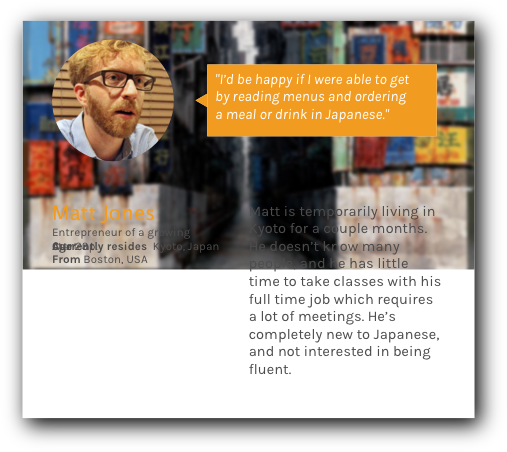 "I'd be happy if I were able to get
by reading menus and ordering
a meal or drink in Japanese."
Matt Jones
Entrepreneur of a growing
Currently resides Kyoto, Japan
From Boston, USA
Matt is temporarily living in
Kyoto for a couple months.
He doesn't know many
people and he has little
time to take classes with his
full time job which requires
a lot of meetings. He's
completely new to Japanese,
and not interested in being
fluent.